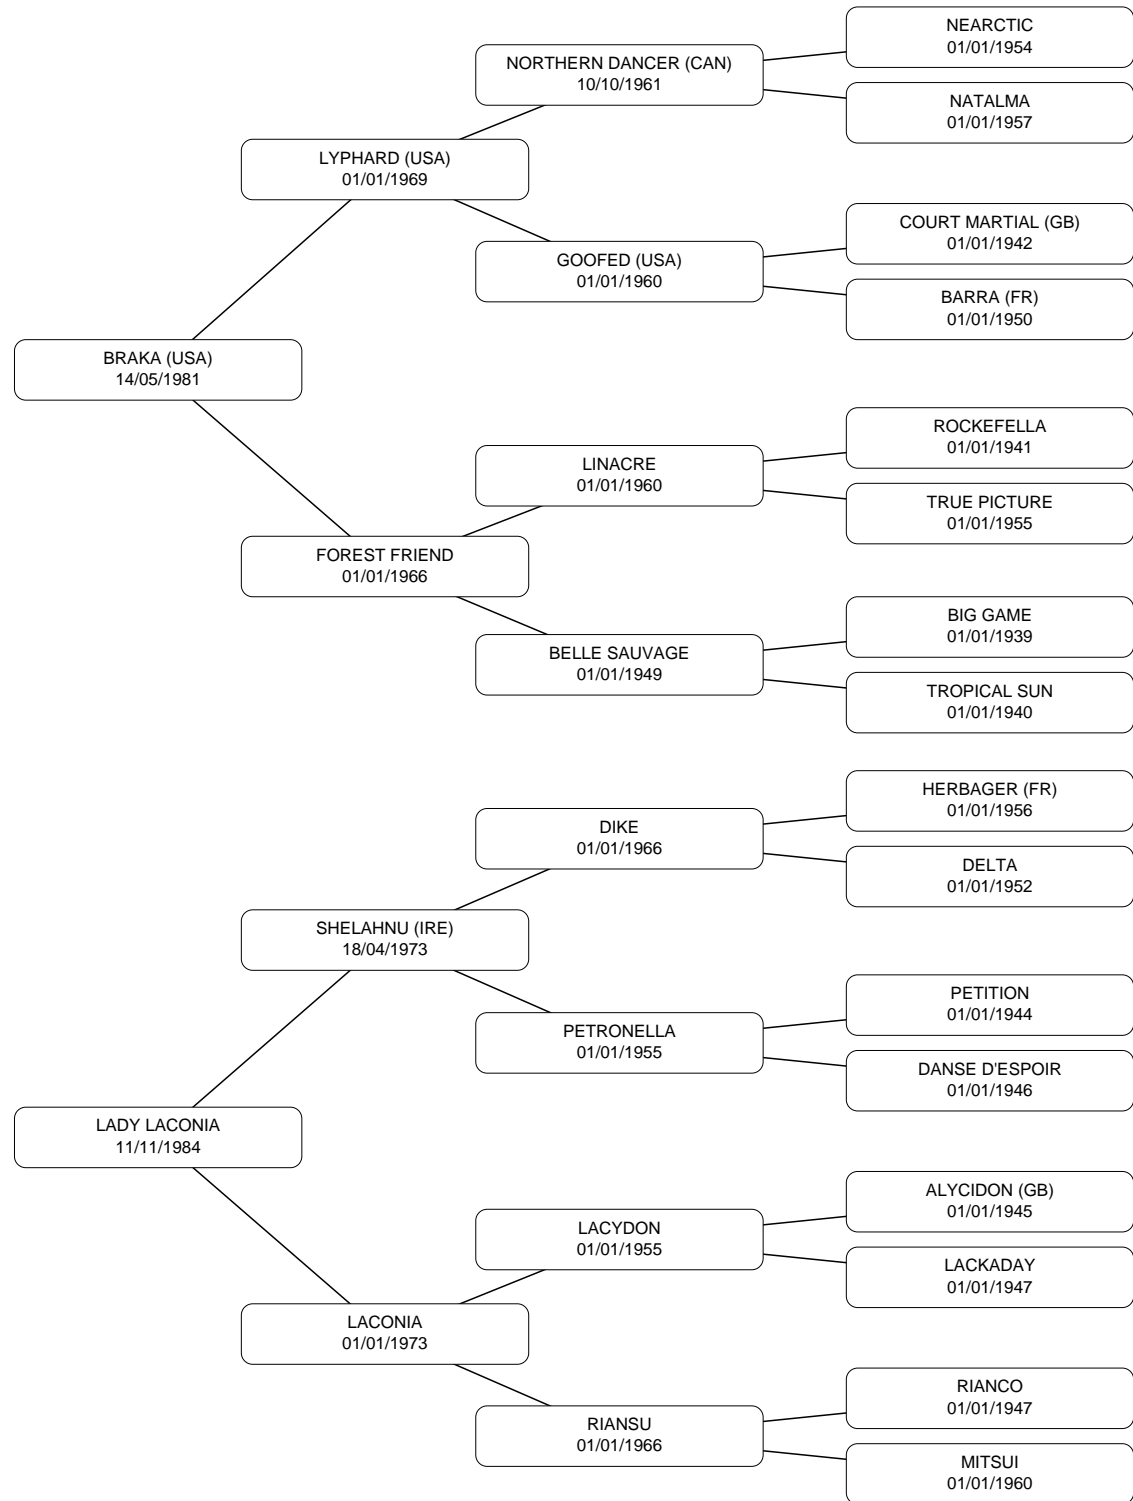 NEARCTIC
01/01/1954
NORTHERN DANCER (CAN)
10/10/1961
NATALMA
01/01/1957
LYPHARD (USA)
01/01/1969
COURT MARTIAL (GB)
01/01/1942
GOOFED (USA)
01/01/1960
BARRA (FR)
01/01/1950
BRAKA (USA)
14/05/1981
ROCKEFELLA
01/01/1941
LINACRE
01/01/1960
TRUE PICTURE
01/01/1955
FOREST FRIEND
01/01/1966
BIG GAME
01/01/1939
BELLE SAUVAGE
01/01/1949
TROPICAL SUN
01/01/1940
HERBAGER (FR)
01/01/1956
DIKE
01/01/1966
DELTA
01/01/1952
SHELAHNU (IRE)
18/04/1973
PETITION
01/01/1944
PETRONELLA
01/01/1955
DANSE D'ESPOIR
01/01/1946
LADY LACONIA
11/11/1984
ALYCIDON (GB)
01/01/1945
LACYDON
01/01/1955
LACKADAY
01/01/1947
LACONIA
01/01/1973
RIANCO
01/01/1947
RIANSU
01/01/1966
MITSUI
01/01/1960